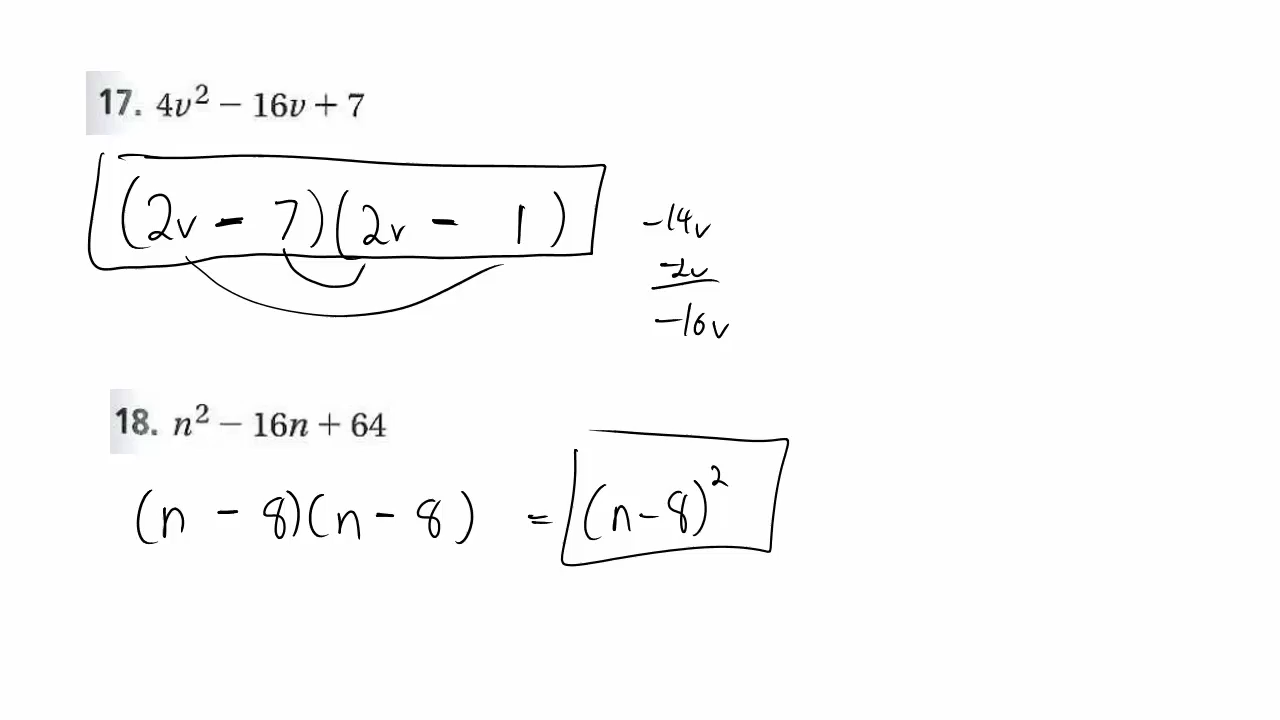 17. 4v² − 16v + 7
(2v - 7)(2v - 1)
-14v
-2v
-16v
18. n² − 16n + 64
(n - 8)(n - 8) = (n-8)²